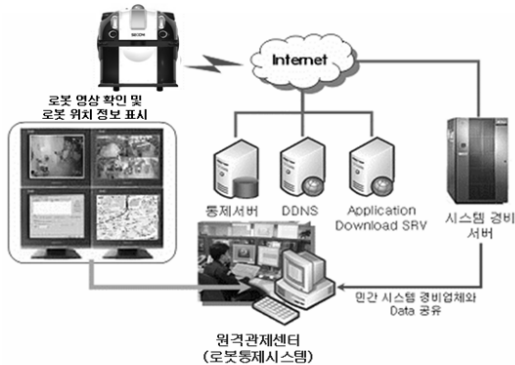 SECOM
Internet
로봇 영상 확인 및
로봇 위치 정보 표시
통제서버
DDNS
Application
Download SRV
시스템 경비
서버
민간 시스템 경비업체와
Data 공유
원격관제센터
(로봇통제시스템)